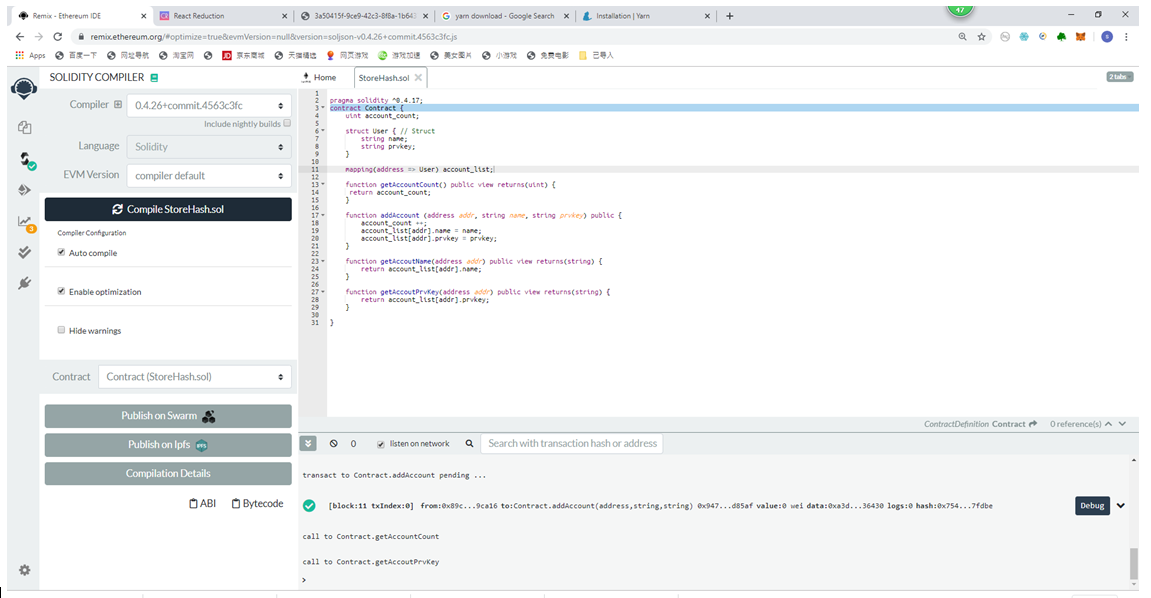 Remix - Ethereum IDE
React Reduction
3a50415f-9ce9-42c3-8f8a-1b643
yarn download - Google Search
Installation | Yarn
47
remix.ethereum.org/#optimize=true&evmVersion=null&version=soljson-v0.4.26+commit.4563c3fc.js
Apps 百度一下 网址导航 淘宝网 京东商城 天猫精选 网页游戏 游戏加速 美女图片 小游戏 免费电影 已导入
SOLIDITY COMPILER
Home
StoreHash.sol
2 tabs
Compiler
0.4.26+commit.4563c3fc
Include nightly builds
Language
Solidity
EVM Version
compiler default
Compile StoreHash.sol
Compiler Configuration
Auto compile
Enable optimization
Hide warnings
3
Contract
Contract (StoreHash.sol)
Publish on Swarm
Publish on Ipfs
IPFS
Compilation Details
ABI
Bytecode
1
2 pragma solidity ^0.4.17;
3 contract Contract {
4 uint account_count;
5
6 struct User { // Struct
7 string name;
8 string prvkey;
9 }
10
11 mapping(address => User) account_list;
12
13 function getAccountCount() public view returns(uint) {
14 return account_count;
15 }
16
17 function addAccount (address addr, string name, string prvkey) public {
18 account_count ++;
19 account_list[addr].name = name;
20 account_list[addr].prvkey = prvkey;
21 }
22
23 function getAccoutName(address addr) public view returns(string) {
24 return account_list[addr].name;
25 }
26
27 function getAccoutPrvKey(address addr) public view returns(string) {
28 return account_list[addr].prvkey;
29 }
30
31 }
ContractDefinition Contract
0 reference(s)
0
listen on network
Search with transaction hash or address
transact to Contract.addAccount pending ...
[block:11 txIndex:0] from:0x89c...9ca16 to:Contract.addAccount(address,string,string) 0x947...d85af value:0 wei data:0xa3d...36430 logs:0 hash:0x754...7fdbe
Debug
call to Contract.getAccountCount
call to Contract.getAccoutPrvKey
>